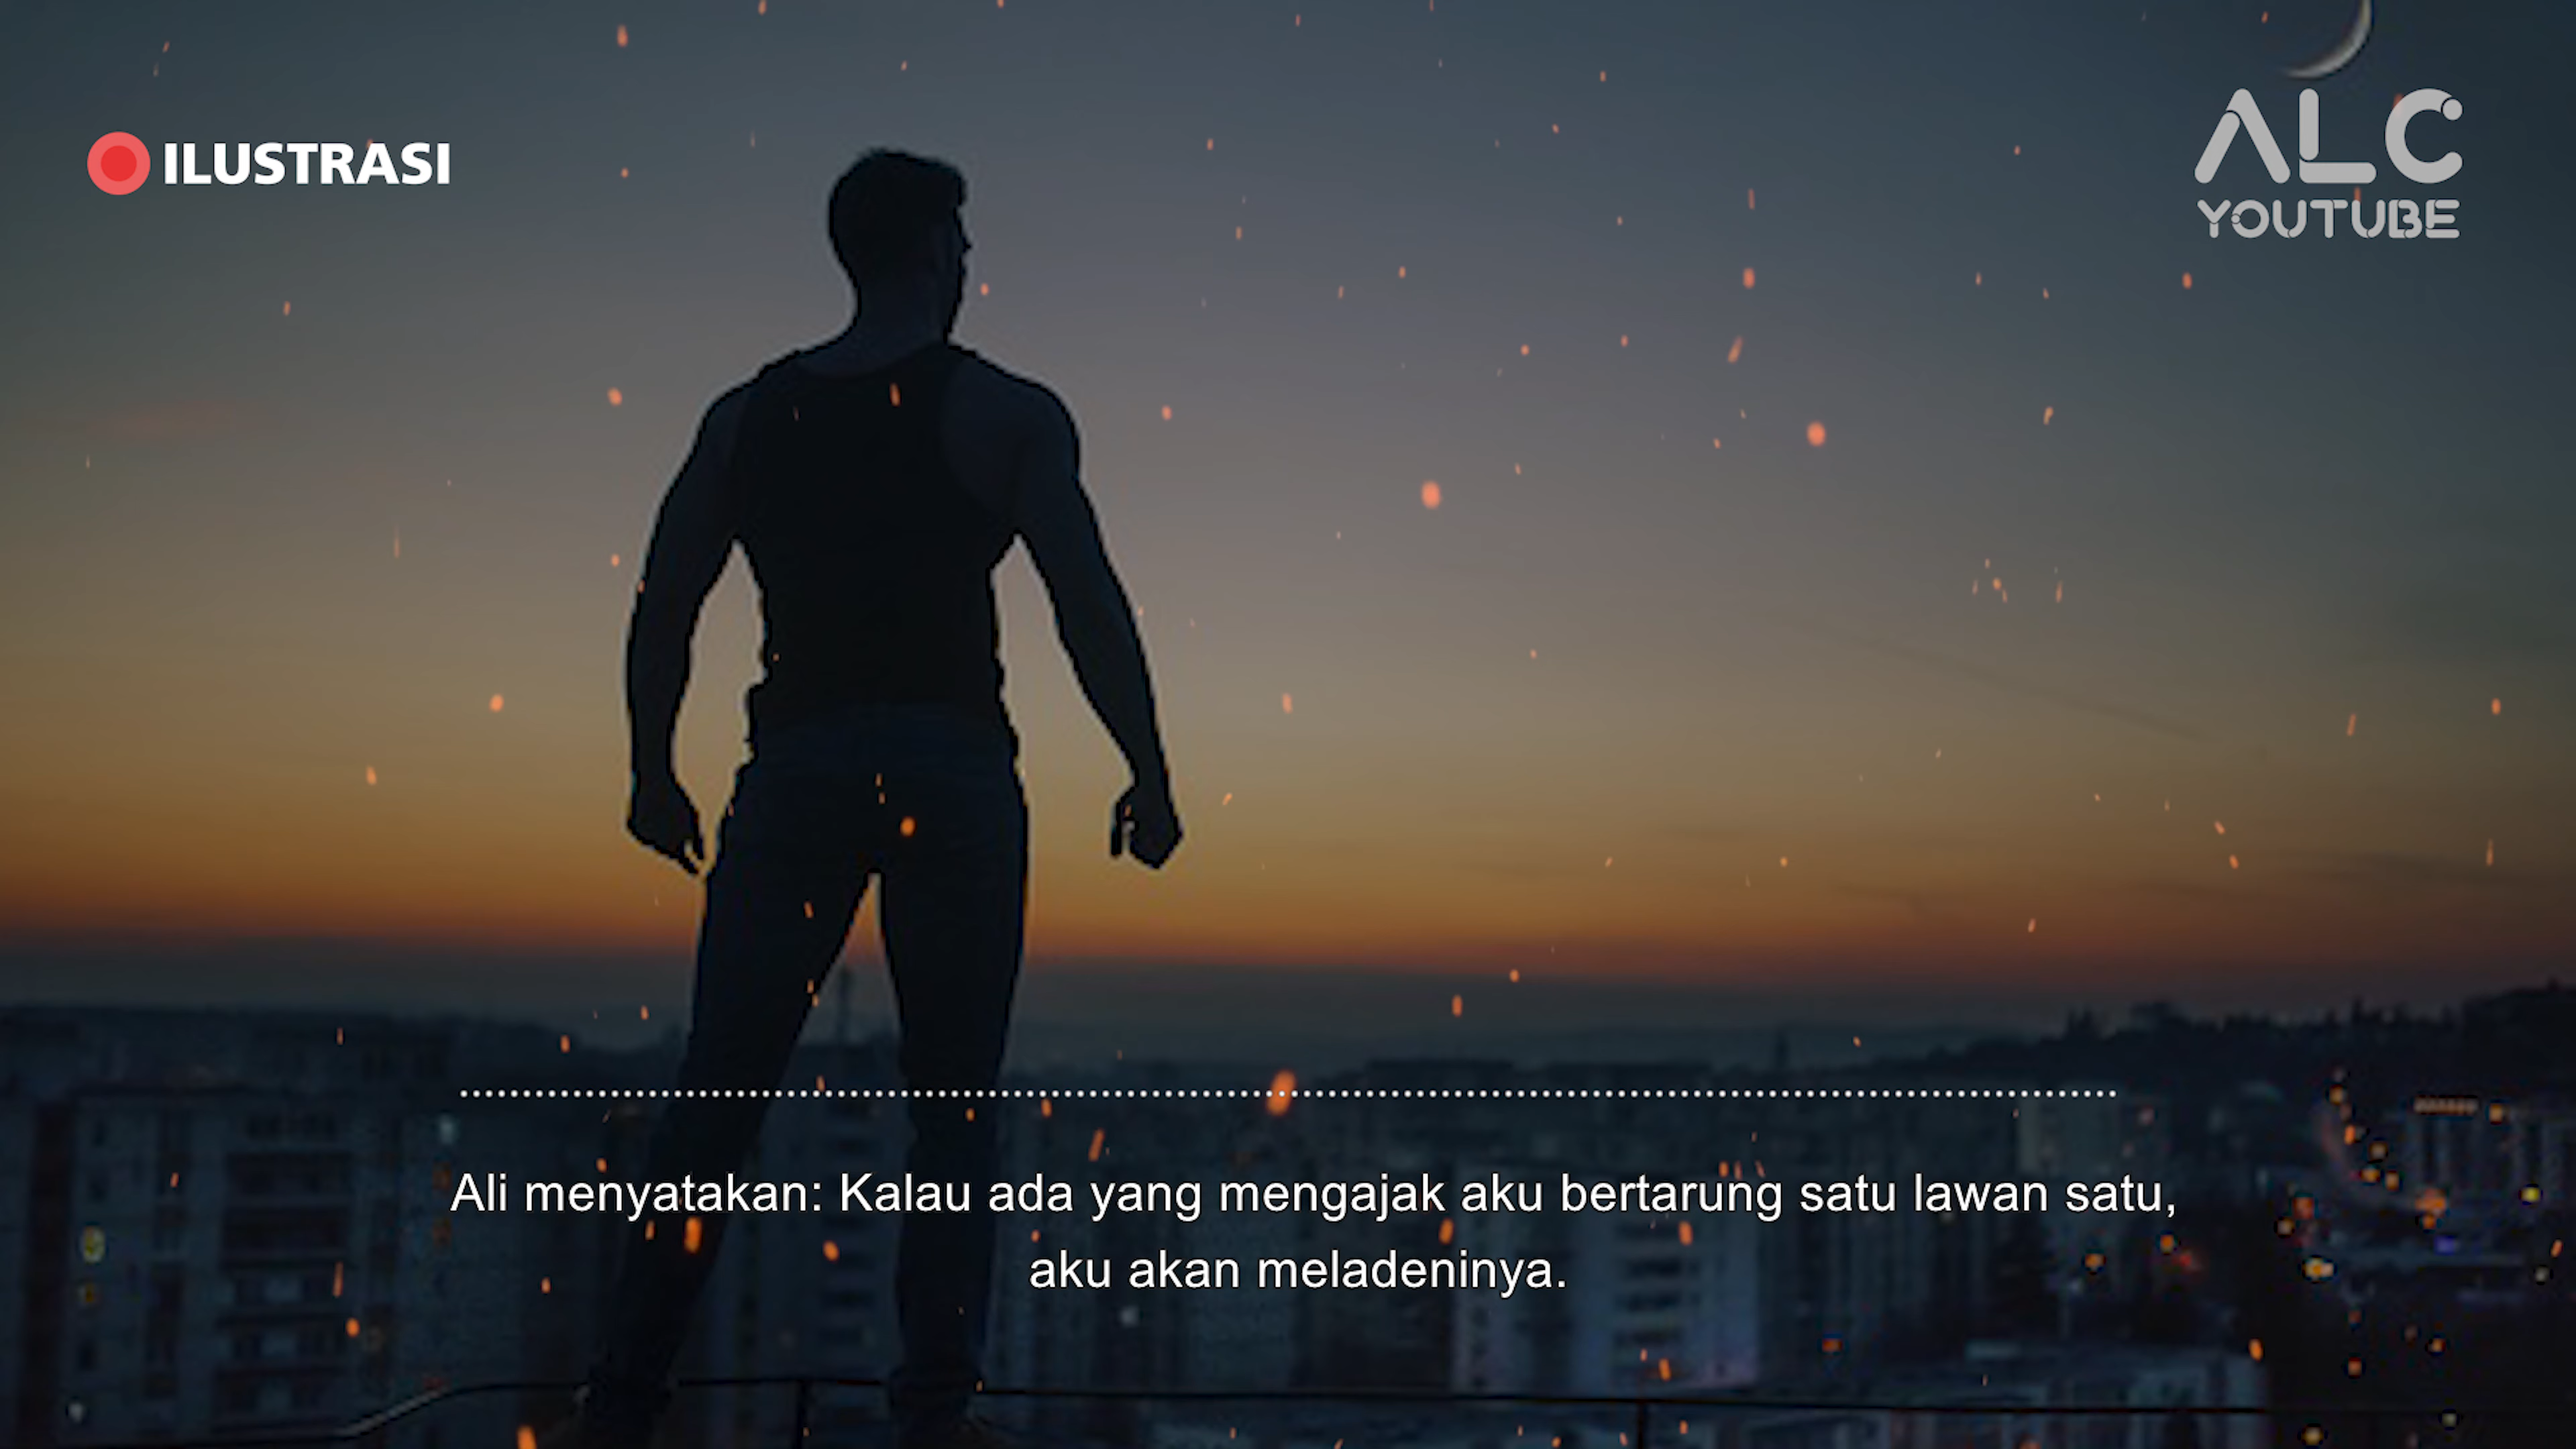 ILUSTRASI
ALC
YOUTUBE
Ali menyatakan: Kalau ada yang mengajak aku bertarung satu lawan satu,
aku akan meladeninya.